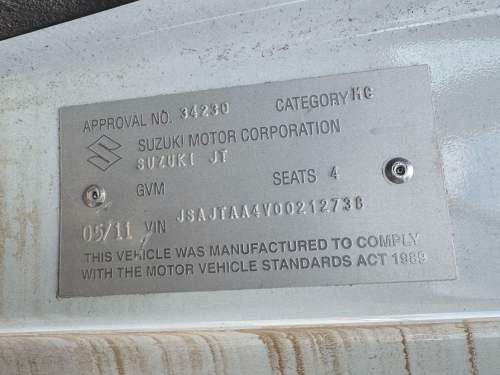 APPROVAL NO. 34230 CATEGORY MC
SUZUKI MOTOR CORPORATION
SUZUKI JT
GVM SEATS 4
05/11 VIN JSAJTAA4V00212738
THIS VEHICLE WAS MANUFACTURED TO COMPLY
WITH THE MOTOR VEHICLE STANDARDS ACT 1989